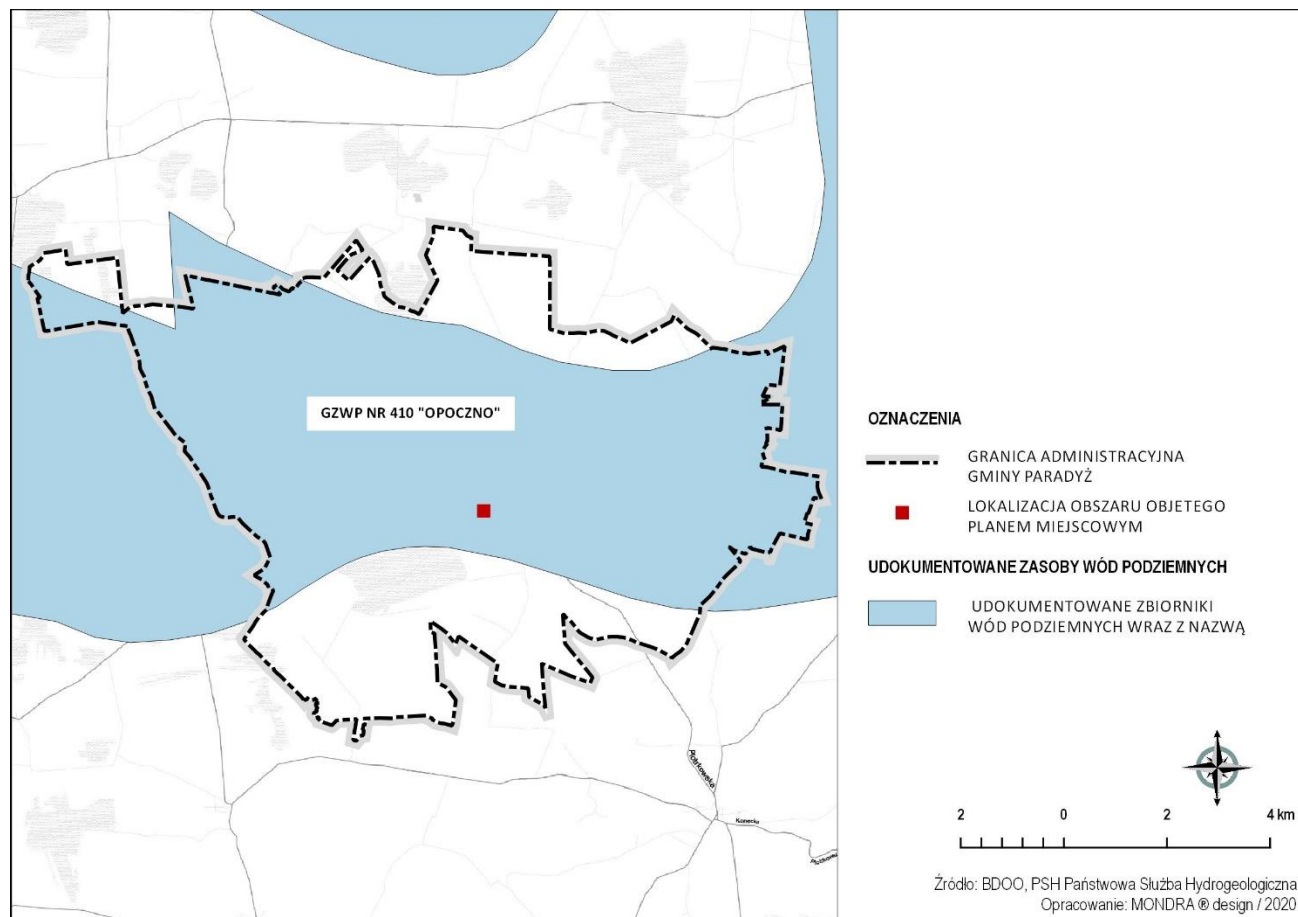 GZWP NR 410 "OPOCZNO"
Piotrkowska
Konecka
OZNACZENIA
GRANICA ADMINISTRACYJNA
GMINY PARADYŻ
LOKALIZACJA OBSZARU OBJETEGO
PLANEM MIEJSCOWYM
UDOKUMENTOWANE ZASOBY WÓD PODZIEMNYCH
UDOKUMENTOWANE ZBIORNIKI
WÓD PODZIEMNYCH WRAZ Z NAZWĄ
2 0 2 4 km
Źródło: BDOO, PSH Państwowa Służba Hydrogeologiczna
Opracowanie: MONDRA ® design / 2020